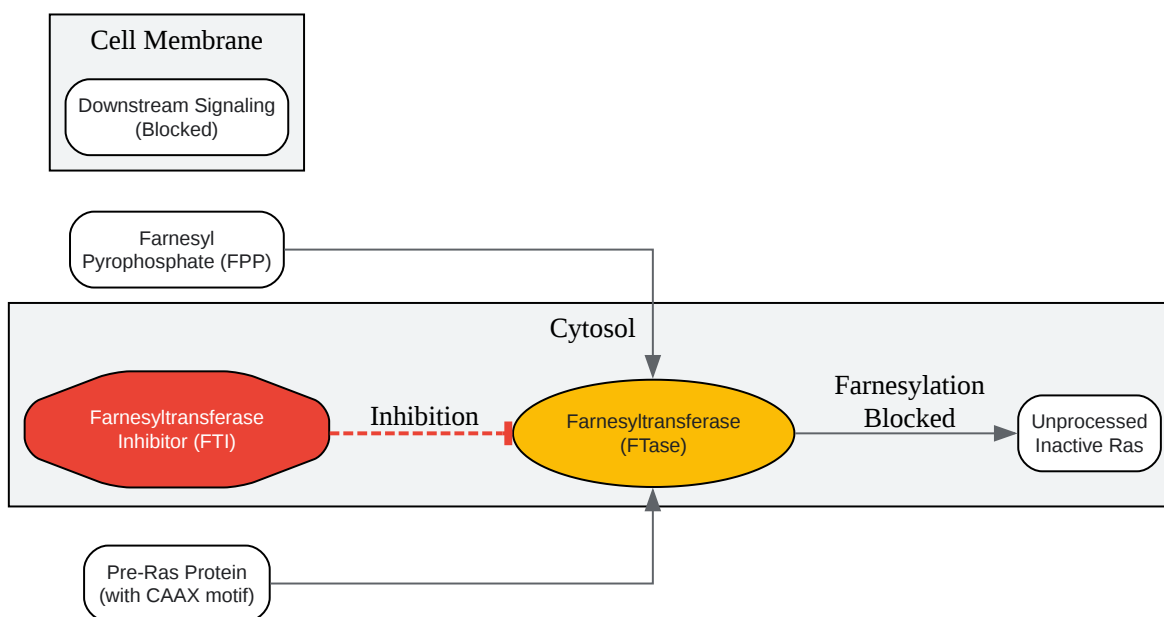 Cell Membrane
Downstream Signaling
(Blocked)
Farnesyl
Pyrophosphate (FPP)
Cytosol
Farnesyltransferase
Inhibitor (FTI)
Inhibition
Farnesyltransferase
(FTase)
Farnesylation
Blocked
Unprocessed
Inactive Ras
Pre-Ras Protein
(with CAAX motif)